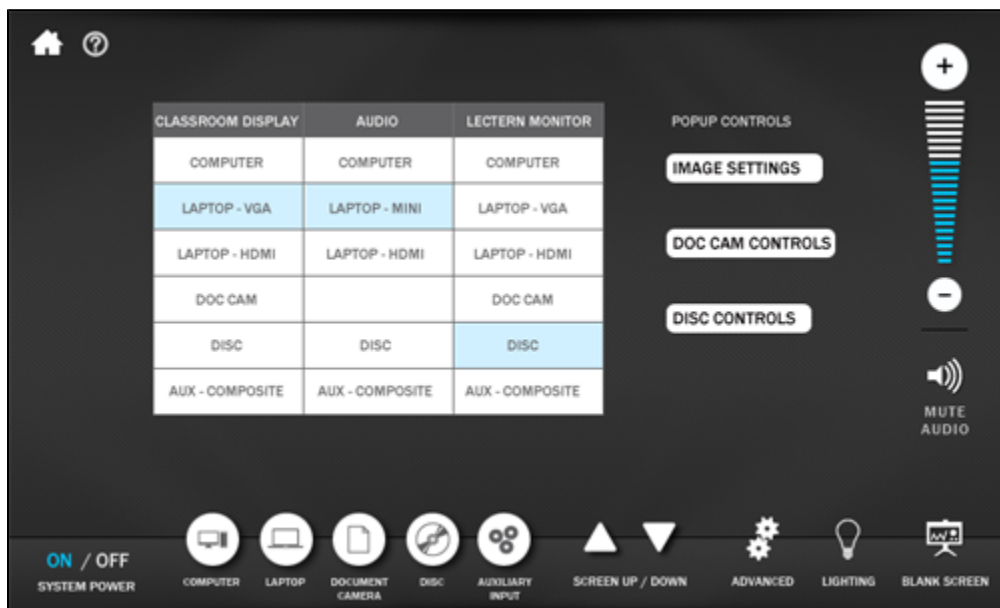 CLASSROOM DISPLAY AUDIO LECTERN MONITOR
COMPUTER COMPUTER COMPUTER
LAPTOP - VGA LAPTOP - MINI LAPTOP - VGA
LAPTOP - HDMI LAPTOP - HDMI LAPTOP - HDMI
DOC CAM DOC CAM
DISC DISC DISC
AUX - COMPOSITE AUX - COMPOSITE AUX - COMPOSITE
POPUP CONTROLS
IMAGE SETTINGS
DOC CAM CONTROLS
DISC CONTROLS
+
−
MUTE
AUDIO
ON / OFF
SYSTEM POWER
COMPUTER
LAPTOP
DOCUMENT
CAMERA
DISC
AUXILIARY
INPUT
SCREEN UP / DOWN
ADVANCED
LIGHTING
BLANK SCREEN